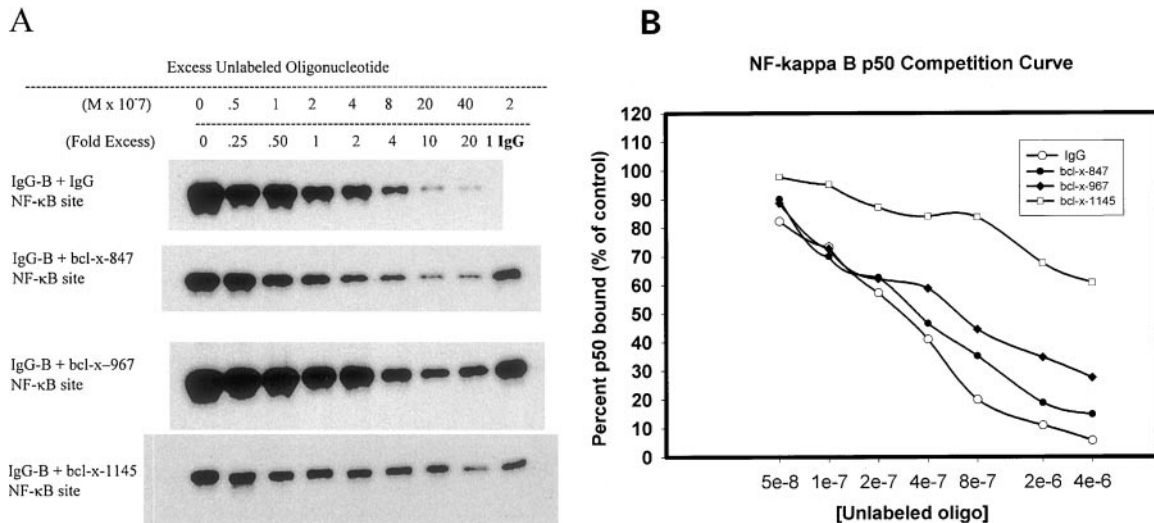 A
Excess Unlabeled Oligonucleotide
(M x 10-7) 0 .5 1 2 4 8 20 40 2
(Fold Excess) 0 .25 .50 1 2 4 10 20 1 IgG
IgG-B + IgG
NF-κB site
IgG-B + bcl-x-847
NF-κB site
IgG-B + bcl-x–967
NF-κB site
IgG-B + bcl-x-1145
NF-κB site
B
NF-kappa B p50 Competition Curve
Percent p50 bound (% of control)
120
110
100
90
80
70
60
50
40
30
20
10
0
IgG
bcl-x-847
bcl-x-967
bcl-x-1145
5e-8 1e-7 2e-7 4e-7 8e-7 2e-6 4e-6
[Unlabeled oligo]